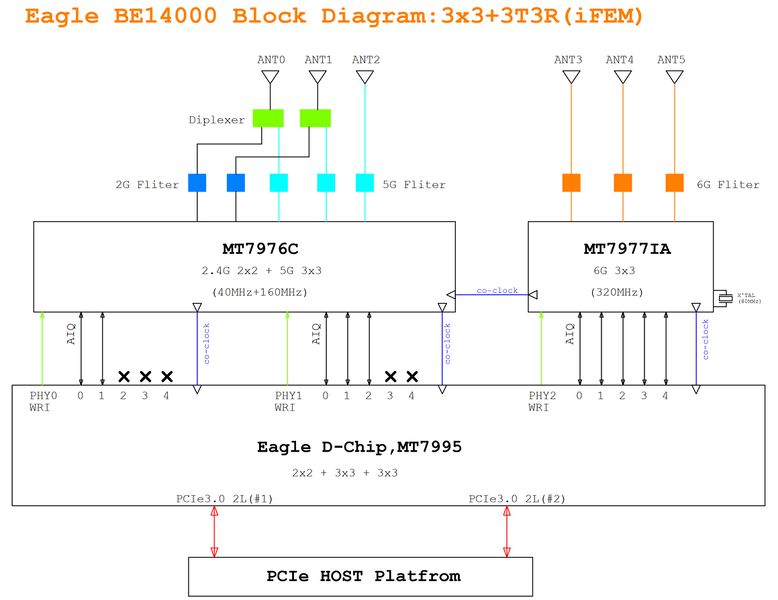 Eagle BE14000 Block Diagram:3x3+3T3R(iFEM)
ANT0 ANT1 ANT2 ANT3 ANT4 ANT5
Diplexer
2G Fliter 5G Fliter 6G Fliter
MT7976C MT7977IA
2.4G 2x2 + 5G 3x3 6G 3x3
(40MHz+160MHz) co-clock (320MHz) X'TAL
(80MHz)
AIQ co-clock AIQ co-clock AIQ co-clock
PHY0 0 1 2 3 4 PHY1 0 1 2 3 4 PHY2 0 1 2 3 4
WRI WRI WRI
Eagle D-Chip,MT7995
2x2 + 3x3 + 3x3
PCIe3.0 2L(#1) PCIe3.0 2L(#2)
PCIe HOST Platfrom